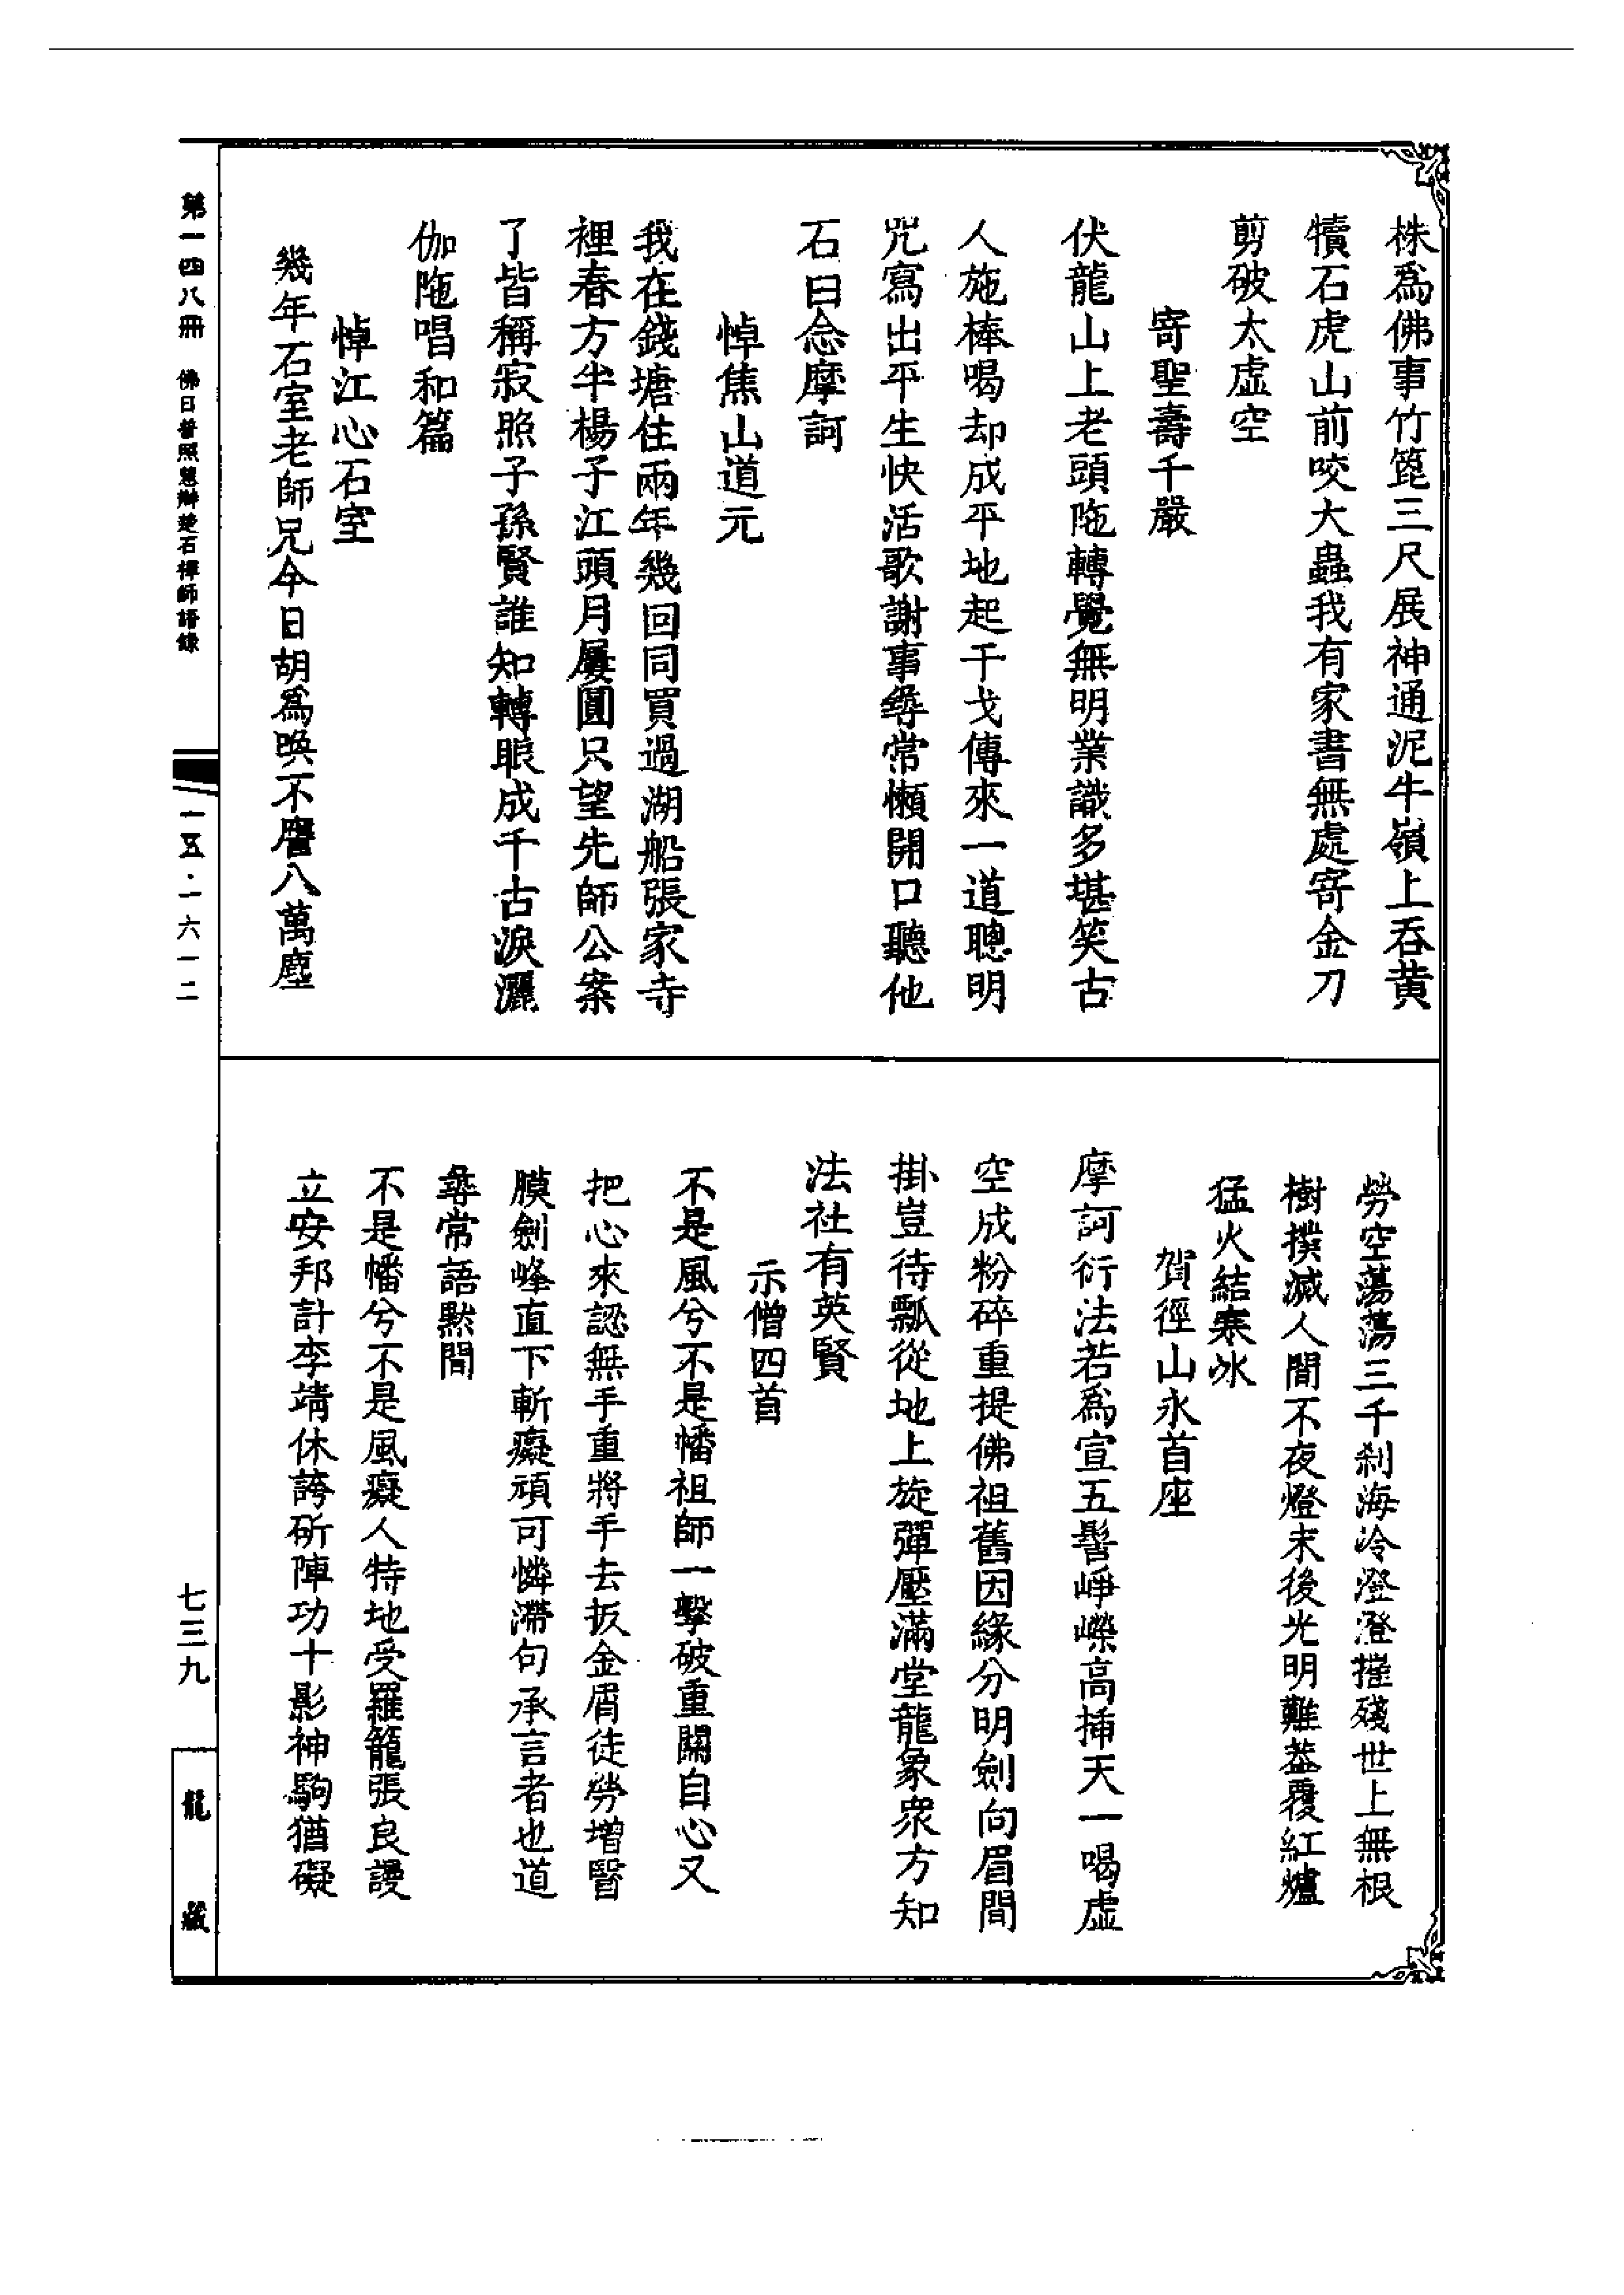 株爲佛事竹箆三尺展神通泥牛嶺上吞黃
犢石虎山前咬大蟲我有家書無處寄金刀
剪破太虛空
寄聖壽千巖
伏龍山上老頭陁轉覺無明業識多堪笑古
人施棒喝却成平地起干戈傳來一道聰明
咒寫出平生快活歌謝事尋常懶開口聽他
石臼念摩訶
悼焦山道元
我在錢塘住兩年幾回同買過湖船張家寺
裡春方半楊子江頭月屢圓只望先師公案
了皆稱寂照子孫賢誰知轉眼成千古淚灑
伽陁唱和篇
悼江心石室
幾年石室老師兄今日胡爲喚不譍八萬塵
勞空蕩蕩三千刹海冷澄澄摧殘世上無根
樹撲滅人間不夜燈末後光明難葢覆紅爐
猛火結寒冰
賀徑山永首座
摩訶衍法若爲宣五髻崢嶸高揷天一喝虛
空成粉碎重提佛祖舊因緣分明劍向眉間
掛豈待瓢從地上旋彈壓滿堂龍象衆方知
法社有英賢
示僧四首
不是風兮不是幡祖師一擊破重關自心又
把心來認無手重將手去扳金屑徒勞增瞖
膜劍峰直下斬癡頑可憐滯句承言者也道
尋常語默間
不是幡兮不是風癡人特地受羅籠張良謾
立安邦計李靖休誇斫陣功十影神駒猶礙
第一四八冊 佛日普照慧辯楚石禪師語錄
一五·一六一二
七三九
龍藏